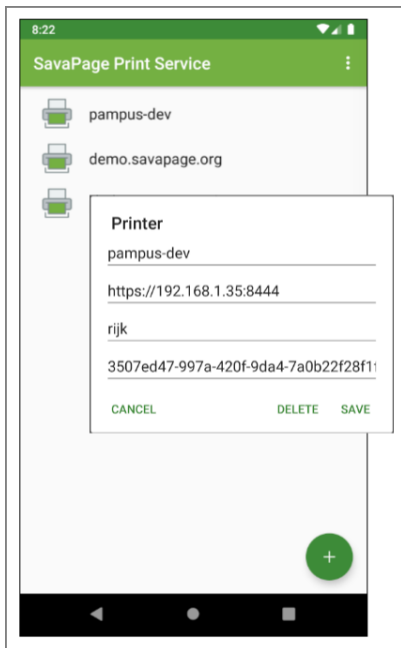 8:22
SavaPage Print Service
pampus-dev
demo.savapage.org
Printer
pampus-dev
https://192.168.1.35:8444
rijk
3507ed47-997a-420f-9da4-7a0b22f28f1f
CANCEL DELETE SAVE
+